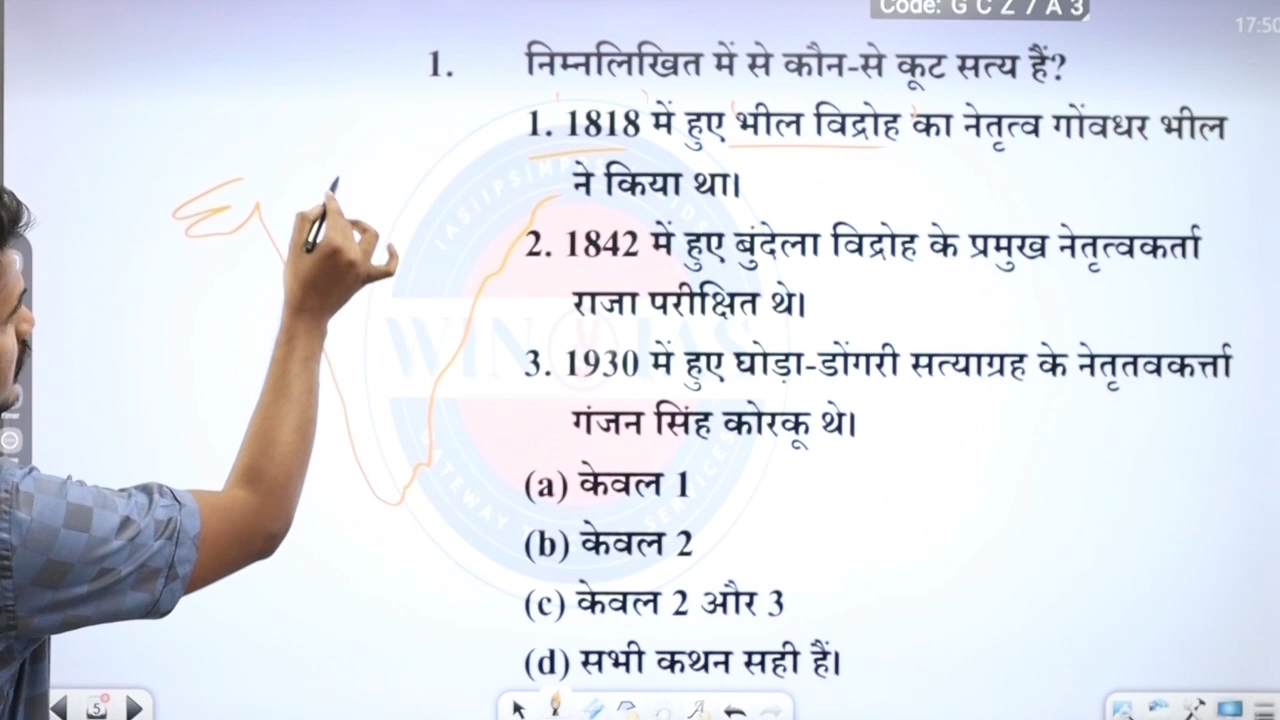 Code: G C Z 7 A 3
17:50
1. निम्नलिखित में से कौन-से कूट सत्य हैं?
1. 1818 में हुए भील विद्रोह का नेतृत्व गोंवधर भील
ने किया था।
2. 1842 में हुए बुंदेला विद्रोह के प्रमुख नेतृत्वकर्ता
राजा परीक्षित थे।
3. 1930 में हुए घोड़ा-डोंगरी सत्याग्रह के नेतृतवकर्त्ता
गंजन सिंह कोरकू थे।
(a) केवल 1
(b) केवल 2
(c) केवल 2 और 3
(d) सभी कथन सही हैं।
5